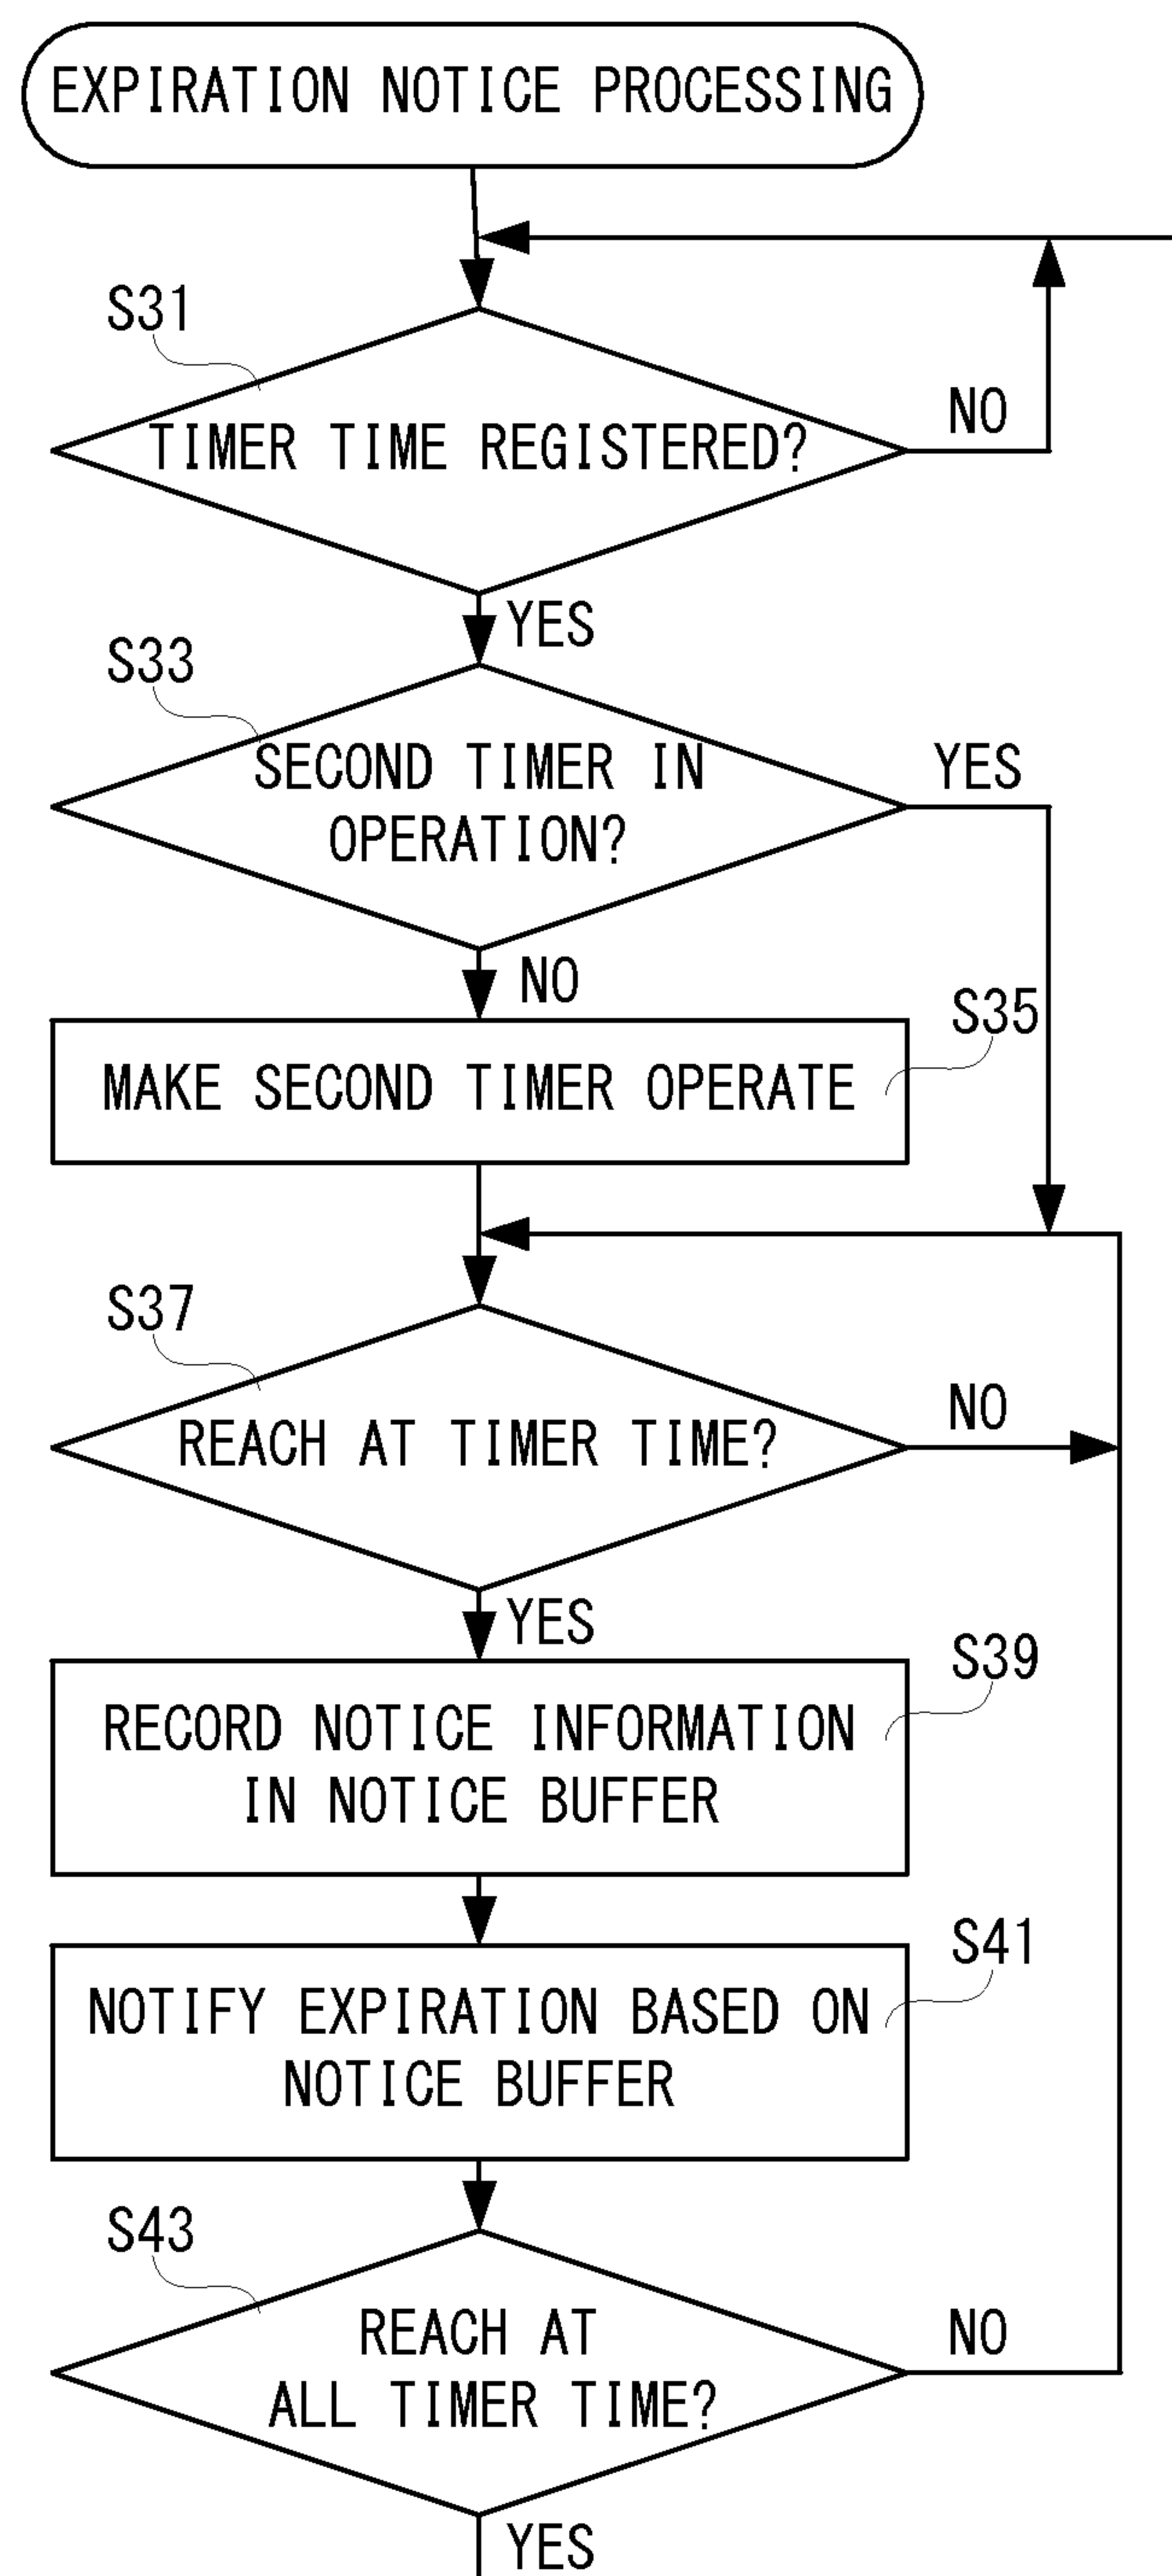 EXPIRATION NOTICE PROCESSING
S31
TIMER TIME REGISTERED?
NO
YES
S33
SECOND TIMER IN
OPERATION?
YES
NO
S35
MAKE SECOND TIMER OPERATE
S37
REACH AT TIMER TIME?
NO
YES
S39
RECORD NOTICE INFORMATION
IN NOTICE BUFFER
S41
NOTIFY EXPIRATION BASED ON
NOTICE BUFFER
S43
REACH AT
ALL TIMER TIME?
NO
YES